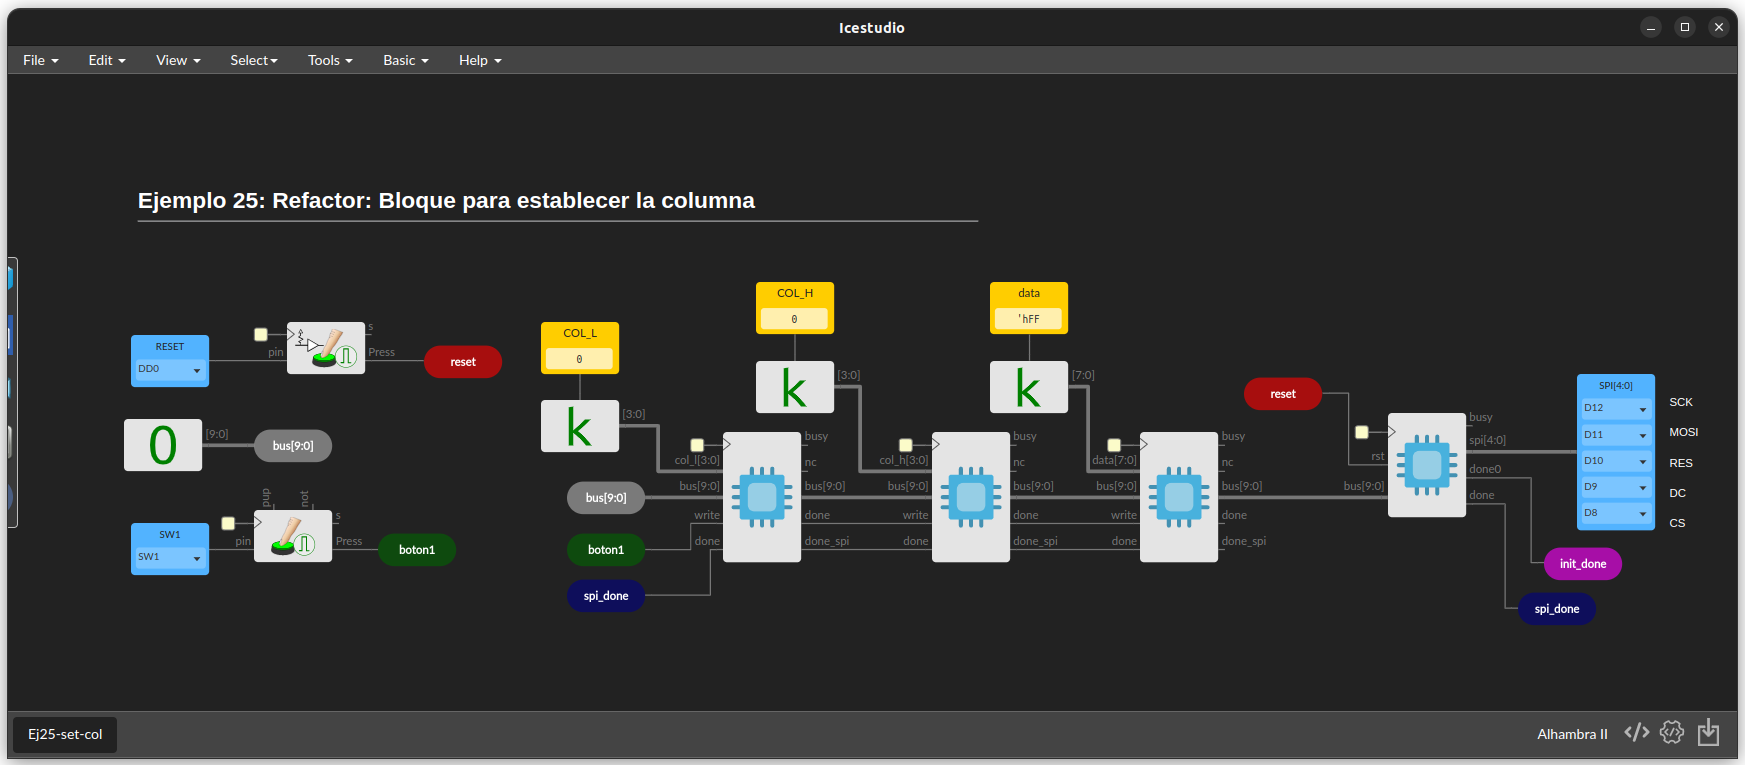 Icestudio
File Edit View Select Tools Basic Help
Ejemplo 25: Refactor: Bloque para establecer la columna
RESET
DD0
pin
s
Press
reset
0
[9:0]
bus[9:0]
SW1
SW1
pin
pup
not
s
Press
boton1
COL_L
0
k
[3:0]
COL_H
0
k
[3:0]
data
'hFF
k
[7:0]
bus[9:0]
boton1
spi_done
col_l[3:0]
bus[9:0]
write
done
busy
nc
bus[9:0]
done
done_spi
col_h[3:0]
bus[9:0]
write
done
busy
nc
bus[9:0]
done
done_spi
data[7:0]
bus[9:0]
write
done
busy
nc
bus[9:0]
done
done_spi
reset
rst
bus[9:0]
busy
spi[4:0]
done0
done
SPI[4:0]
D12 SCK
D11 MOSI
D10 RES
D9 DC
D8 CS
init_done
spi_done
Ej25-set-col
Alhambra II